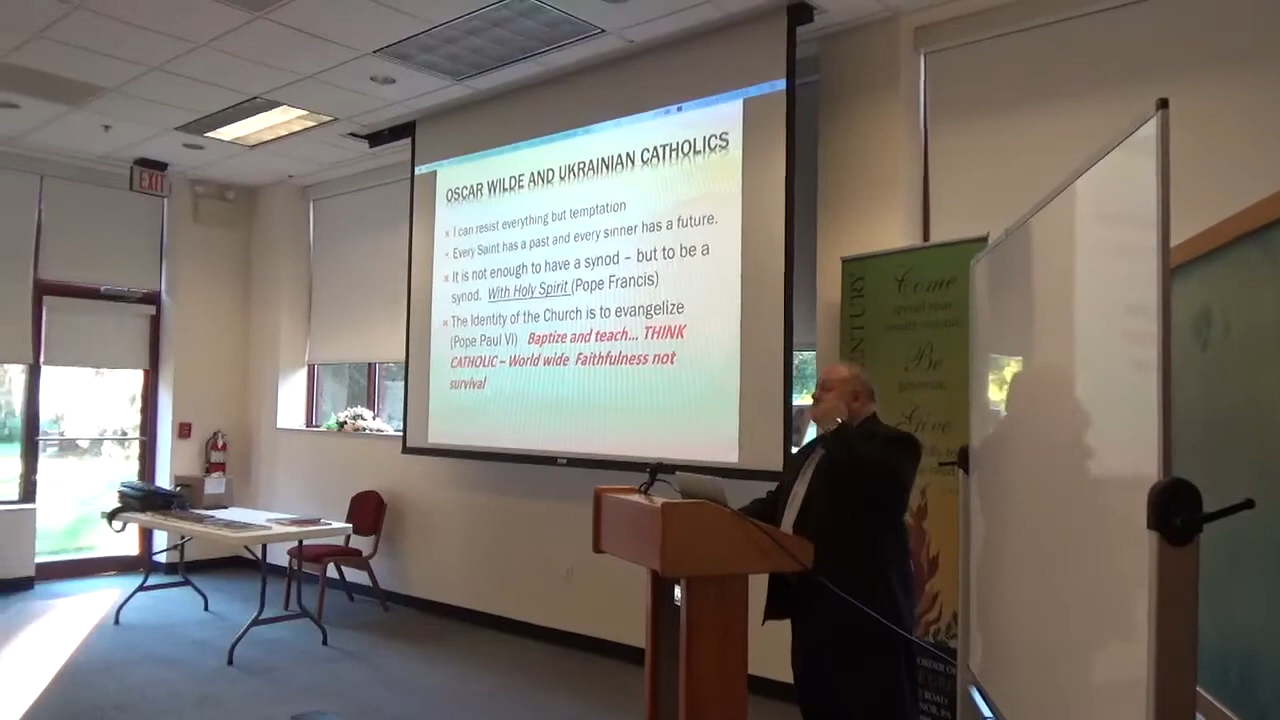 EXIT
OSCAR WILDE AND UKRAINIAN CATHOLICS
I can resist everything but temptation
Every Saint has a past and every sinner has a future.
It is not enough to have a synod – but to be a
synod. With Holy Spirit (Pope Francis)
The Identity of the Church is to evangelize
(Pope Paul VI) Baptize and teach... THINK
CATHOLIC – World wide Faithfulness not
survival
Come
Be
Give